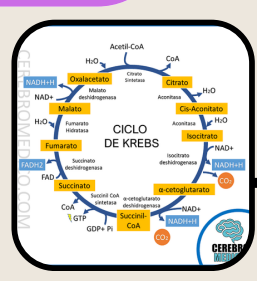 Acetil-CoA
CoA
H₂O
Citrato
Sintetasa
Oxalacetato
Citrato
NADH+H
Malato
deshidrogenasa
NAD+
Aconitasa
H₂O
Malato
Cis-Aconitato
H₂O
Fumarato
Hidratasa
CICLO
DE KREBS
Aconitasa
H₂O
Isocitrato
Fumarato
NAD+
FADH2
Succinato
deshidrogenasa
Isocitrato
deshidrogenasa
NADH+H
FAD
CO₂
Succinato
α-cetoglutarato
CoA
Succinil CoA
sintetasa
α-cetoglutarato
deshidrogenasa
NAD+
GTP
GDP+ Pi
Succinil-
CoA
NADH+H
CO₂
CEREBROMEDICO.COM
CEREBRO
MEDICO